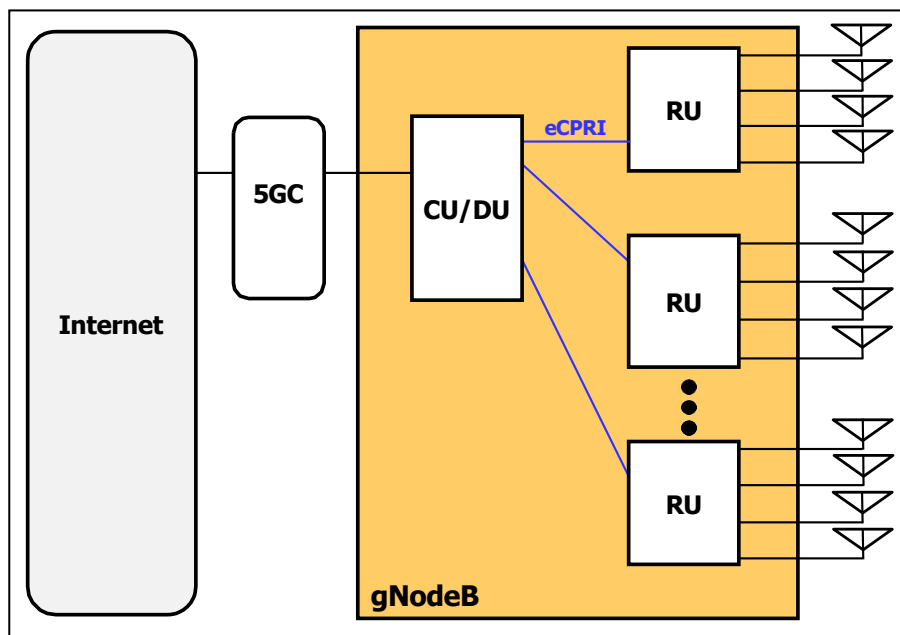 Internet
5GC
CU/DU
eCPRI
RU
RU
RU
gNodeB